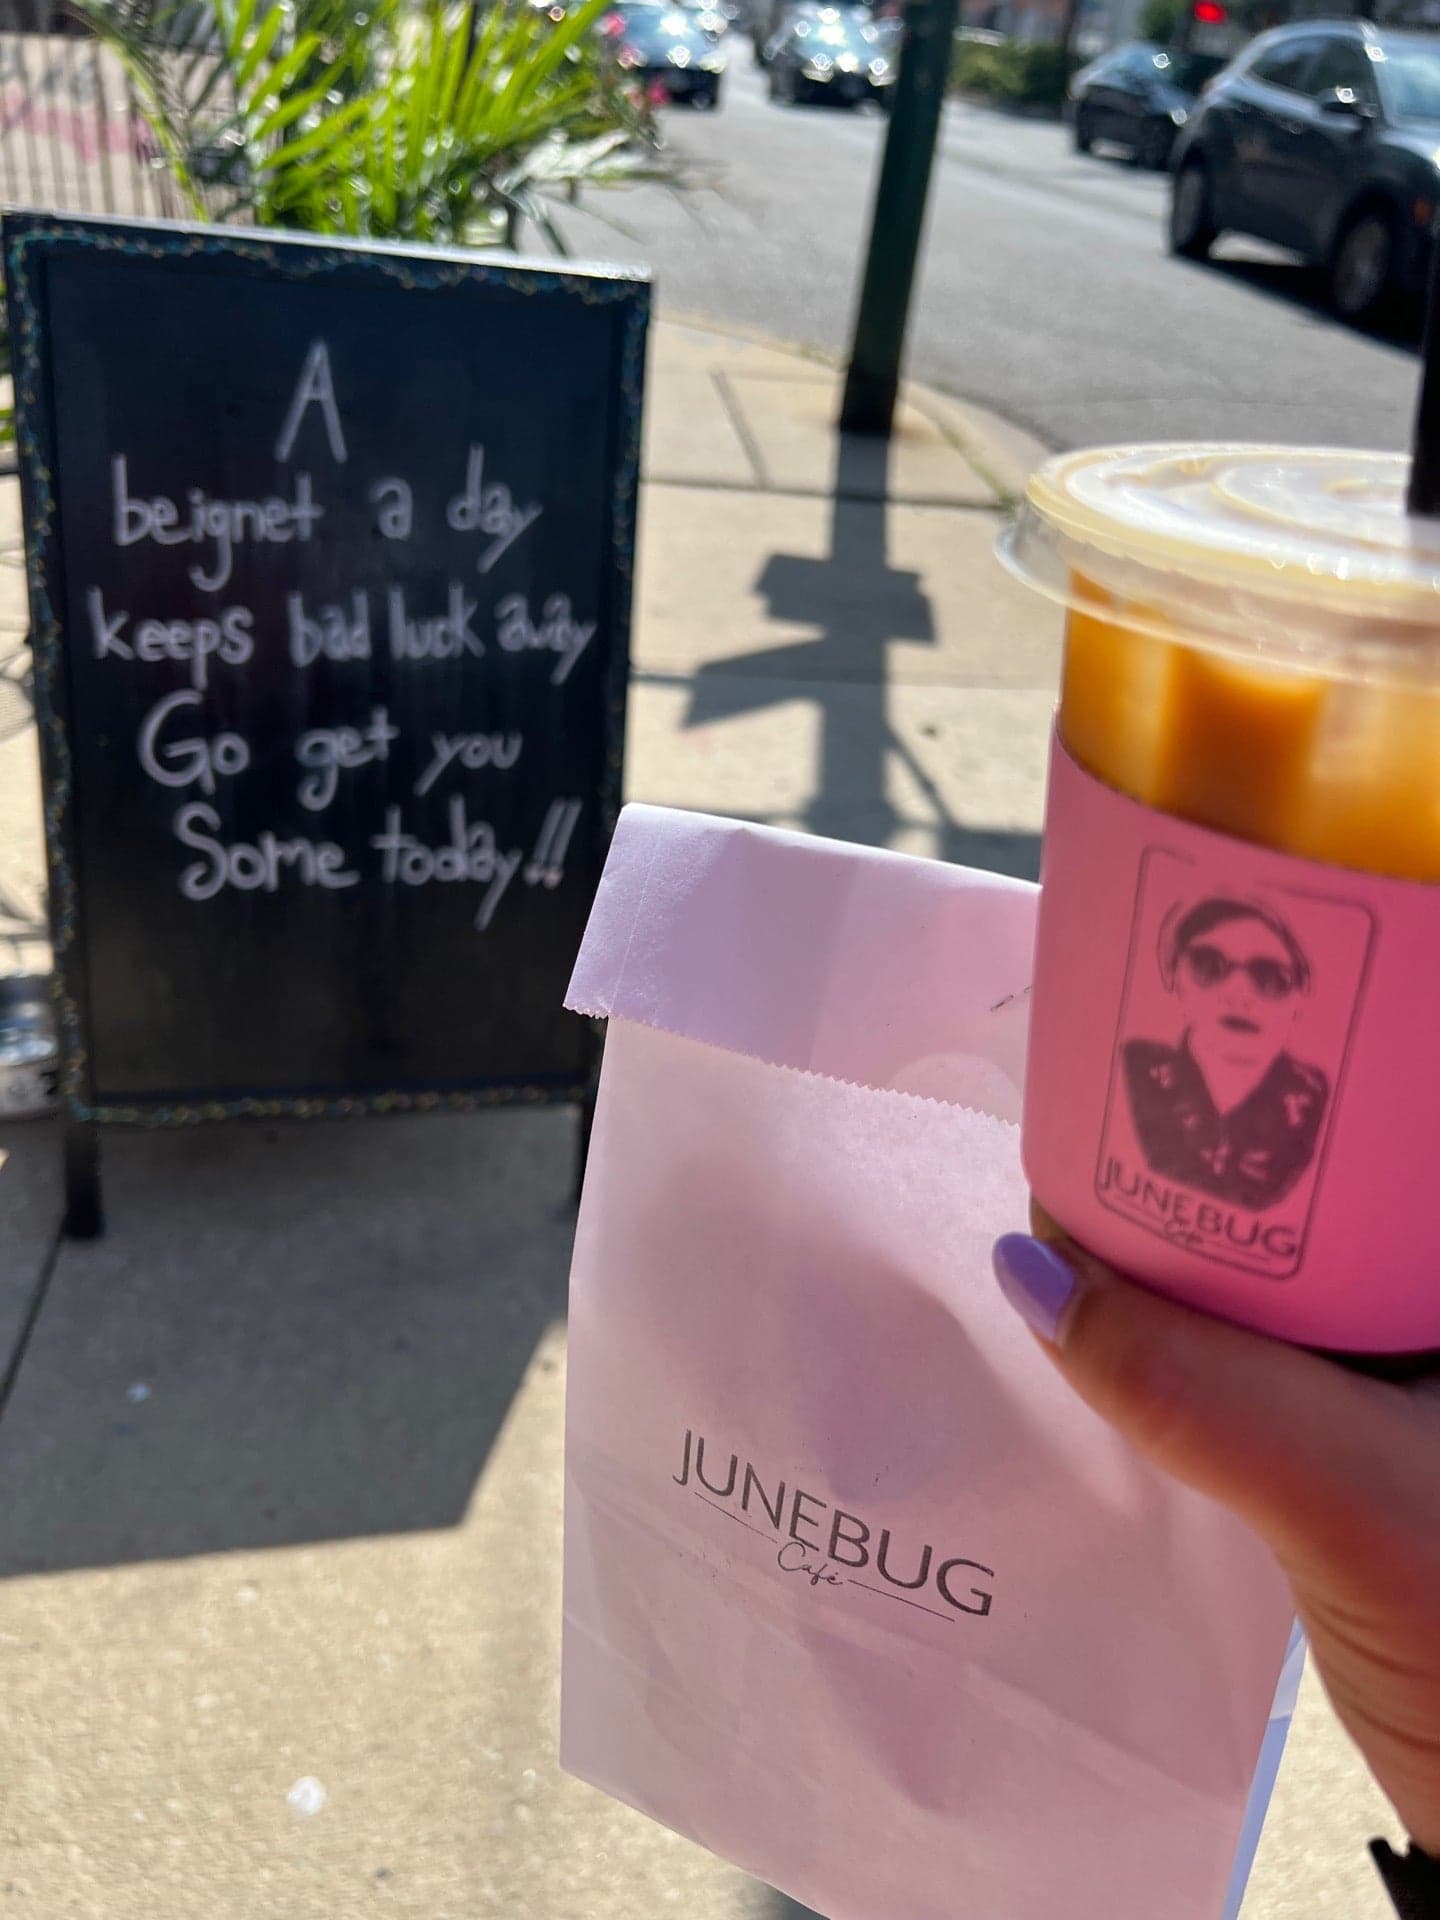 A
beignet a day
keeps bad luck away
Go get you
Some today!!
JUNEBUG
Café
JUNEBUG
Café